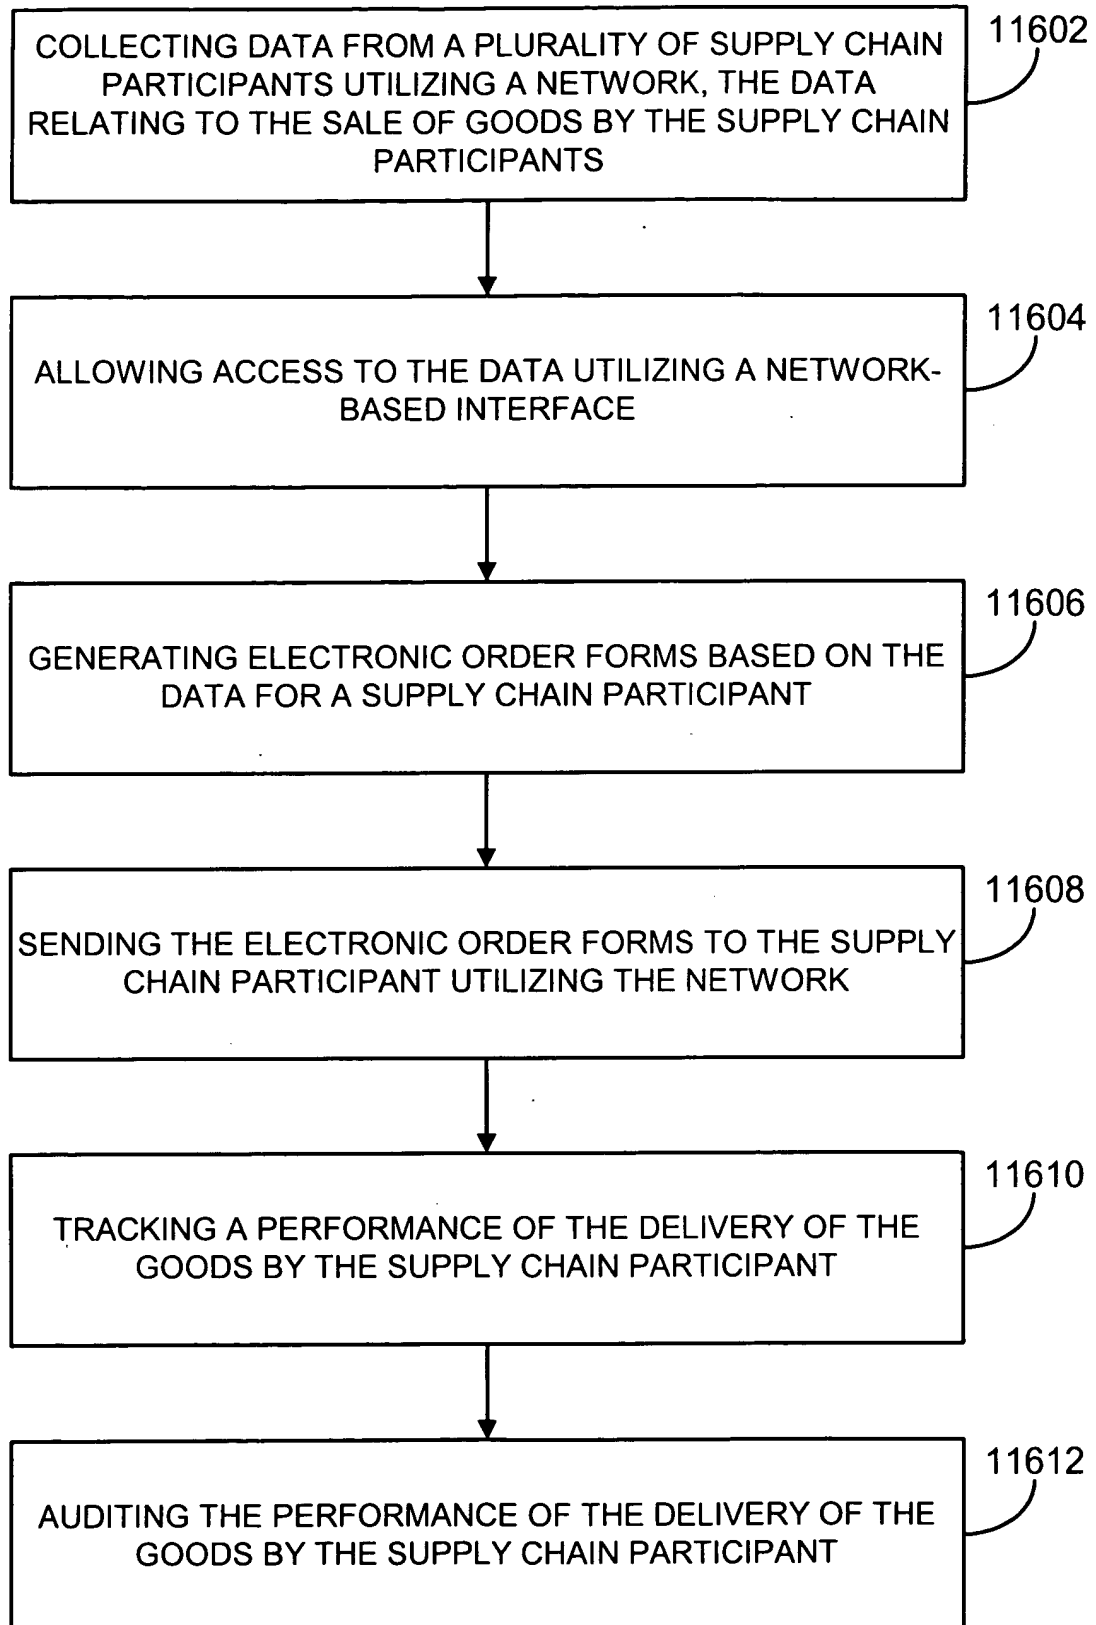 COLLECTING DATA FROM A PLURALITY OF SUPPLY CHAIN
PARTICIPANTS UTILIZING A NETWORK, THE DATA
RELATING TO THE SALE OF GOODS BY THE SUPPLY CHAIN
PARTICIPANTS
11602
ALLOWING ACCESS TO THE DATA UTILIZING A NETWORK-
BASED INTERFACE
11604
GENERATING ELECTRONIC ORDER FORMS BASED ON THE
DATA FOR A SUPPLY CHAIN PARTICIPANT
11606
SENDING THE ELECTRONIC ORDER FORMS TO THE SUPPLY
CHAIN PARTICIPANT UTILIZING THE NETWORK
11608
TRACKING A PERFORMANCE OF THE DELIVERY OF THE
GOODS BY THE SUPPLY CHAIN PARTICIPANT
11610
AUDITING THE PERFORMANCE OF THE DELIVERY OF THE
GOODS BY THE SUPPLY CHAIN PARTICIPANT
11612